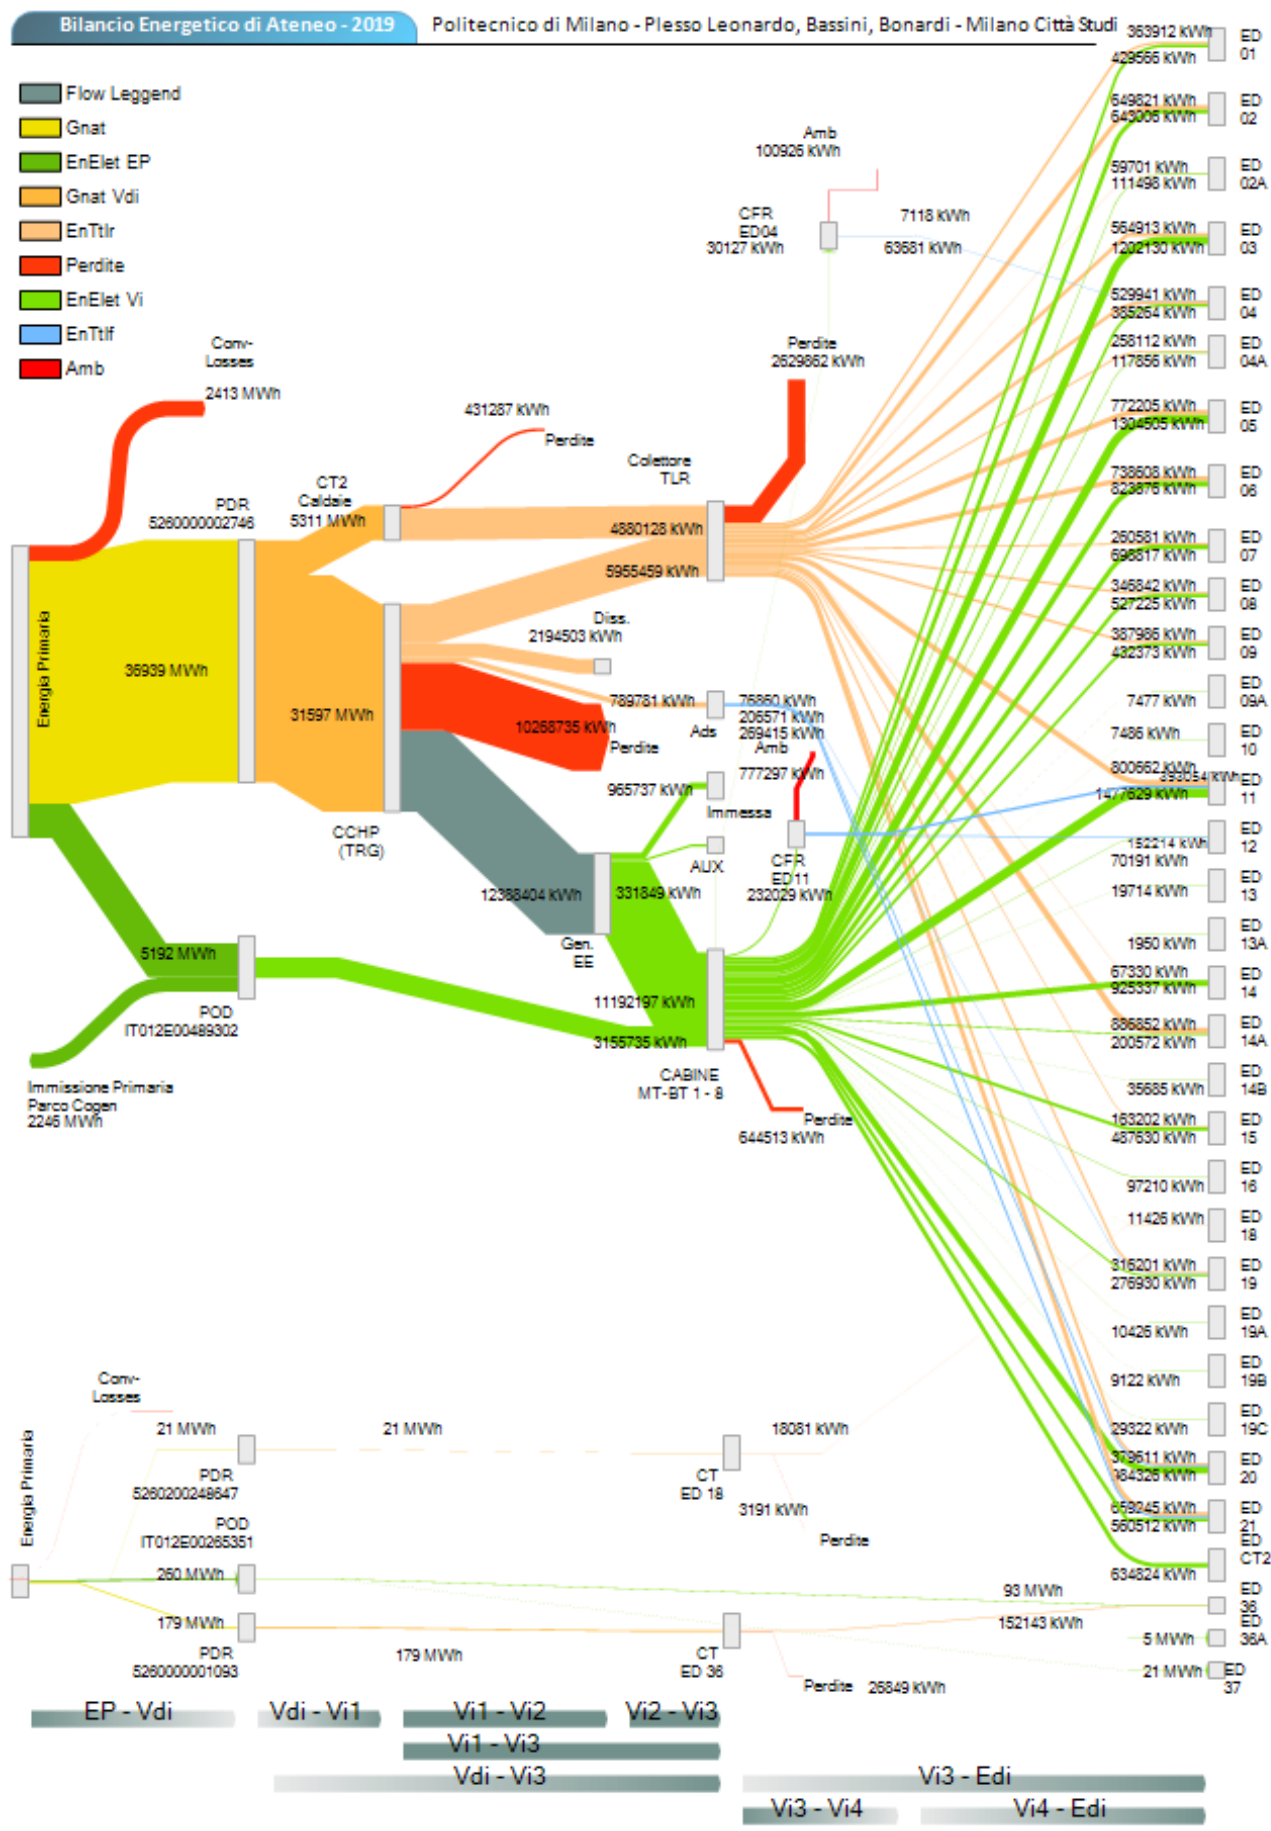 Bilancio Energetico di Ateneo - 2019
Politecnico di Milano - Plesso Leonardo, Bassini, Bonardi - Milano Città Studi
Flow Leggend
Gnat
EnElet EP
Gnat Vdi
EnTtlr
Perdite
EnElet Vi
EnTtlf
Amb
Conv-
Losses
2413 MWh
Energia Primaria
36939 MWh
5192 MWh
Immissione Primaria
Parco Cogen
2246 MWh
PDR
5260000002746
POD
IT012E00489302
CT2
Caldaie
5311 MWh
31597 MWh
CCHP
(TRG)
431287 kWh
Perdite
Colettore
TLR
4880128 kWh
5955459 kWh
Diss.
2194503 kWh
789781 kWh
Ads
10268735 kWh
Perdite
965737 kWh
Immessa
AUX
12388404 kWh
331849 kWh
Gen.
EE
11192197 kWh
3155735 kWh
CABINE
MT-BT 1 - 8
Perdite
644513 kWh
Amb
100926 kWh
CFR
ED04
30127 kWh
7118 kWh
63681 kWh
Perdite
2629862 kWh
76860 kWh
206571 kWh
269415 kWh
Amb
777297 kWh
CFR
ED11
232029 kWh
363912 kWh
429566 kWh
ED
01
649821 kWh
643006 kWh
ED
02
59701 kWh
111498 kWh
ED
02A
564913 kWh
1202130 kWh
ED
03
529941 kWh
385264 kWh
ED
04
258112 kWh
117856 kWh
ED
04A
772205 kWh
1304505 kWh
ED
05
738608 kWh
823876 kWh
ED
06
260581 kWh
698817 kWh
ED
07
346842 kWh
527225 kWh
ED
08
387986 kWh
432373 kWh
ED
09
7477 kWh
ED
09A
7486 kWh
ED
10
800662 kWh
1477629 kWh
ED
11
152214 kWh
70191 kWh
ED
12
19714 kWh
ED
13
1950 kWh
ED
13A
67330 kWh
925337 kWh
ED
14
886852 kWh
200572 kWh
ED
14A
35685 kWh
ED
14B
163202 kWh
487630 kWh
ED
15
97210 kWh
ED
16
11426 kWh
ED
18
316201 kWh
276930 kWh
ED
19
10426 kWh
ED
19A
9122 kWh
ED
19B
29322 kWh
ED
19C
379611 kWh
ED
20
659245 kWh
560512 kWh
ED
21
ED
CT2
634824 kWh
ED
36
ED
36A
5 MWh
21 MWh
ED
37
Conv-
Losses
Energia Primaria
21 MWh
21 MWh
PDR
5260200248647
POD
IT012E00265351
260 MWh
179 MWh
PDR
5260000001093
179 MWh
CT
ED 18
18081 kWh
3191 kWh
Perdite
93 MWh
152143 kWh
CT
ED 36
Perdite 26849 kWh
EP - Vdi
Vdi - Vi1
Vi1 - Vi2
Vi2 - Vi3
Vi1 - Vi3
Vdi - Vi3
Vi3 - Edi
Vi3 - Vi4
Vi4 - Edi